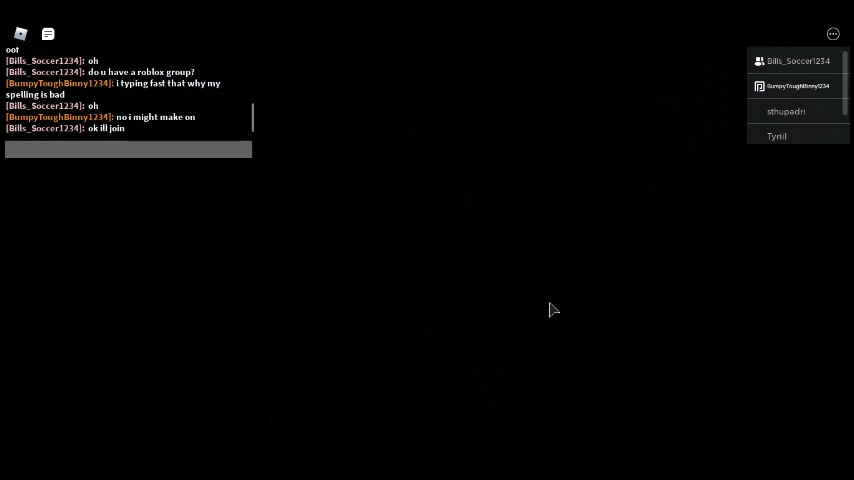 oot
[Bills_Soccer1234]: oh
[Bills_Soccer1234]: do u have a roblox group?
[BumpyToughBinny1234]: i typing fast that why my
spelling is bad
[Bills_Soccer1234]: oh
[BumpyToughBinny1234]: no i might make on
[Bills_Soccer1234]: ok ill join
Bills_Soccer1234
BumpyToughBinny1234
sthupadri
Tyriil